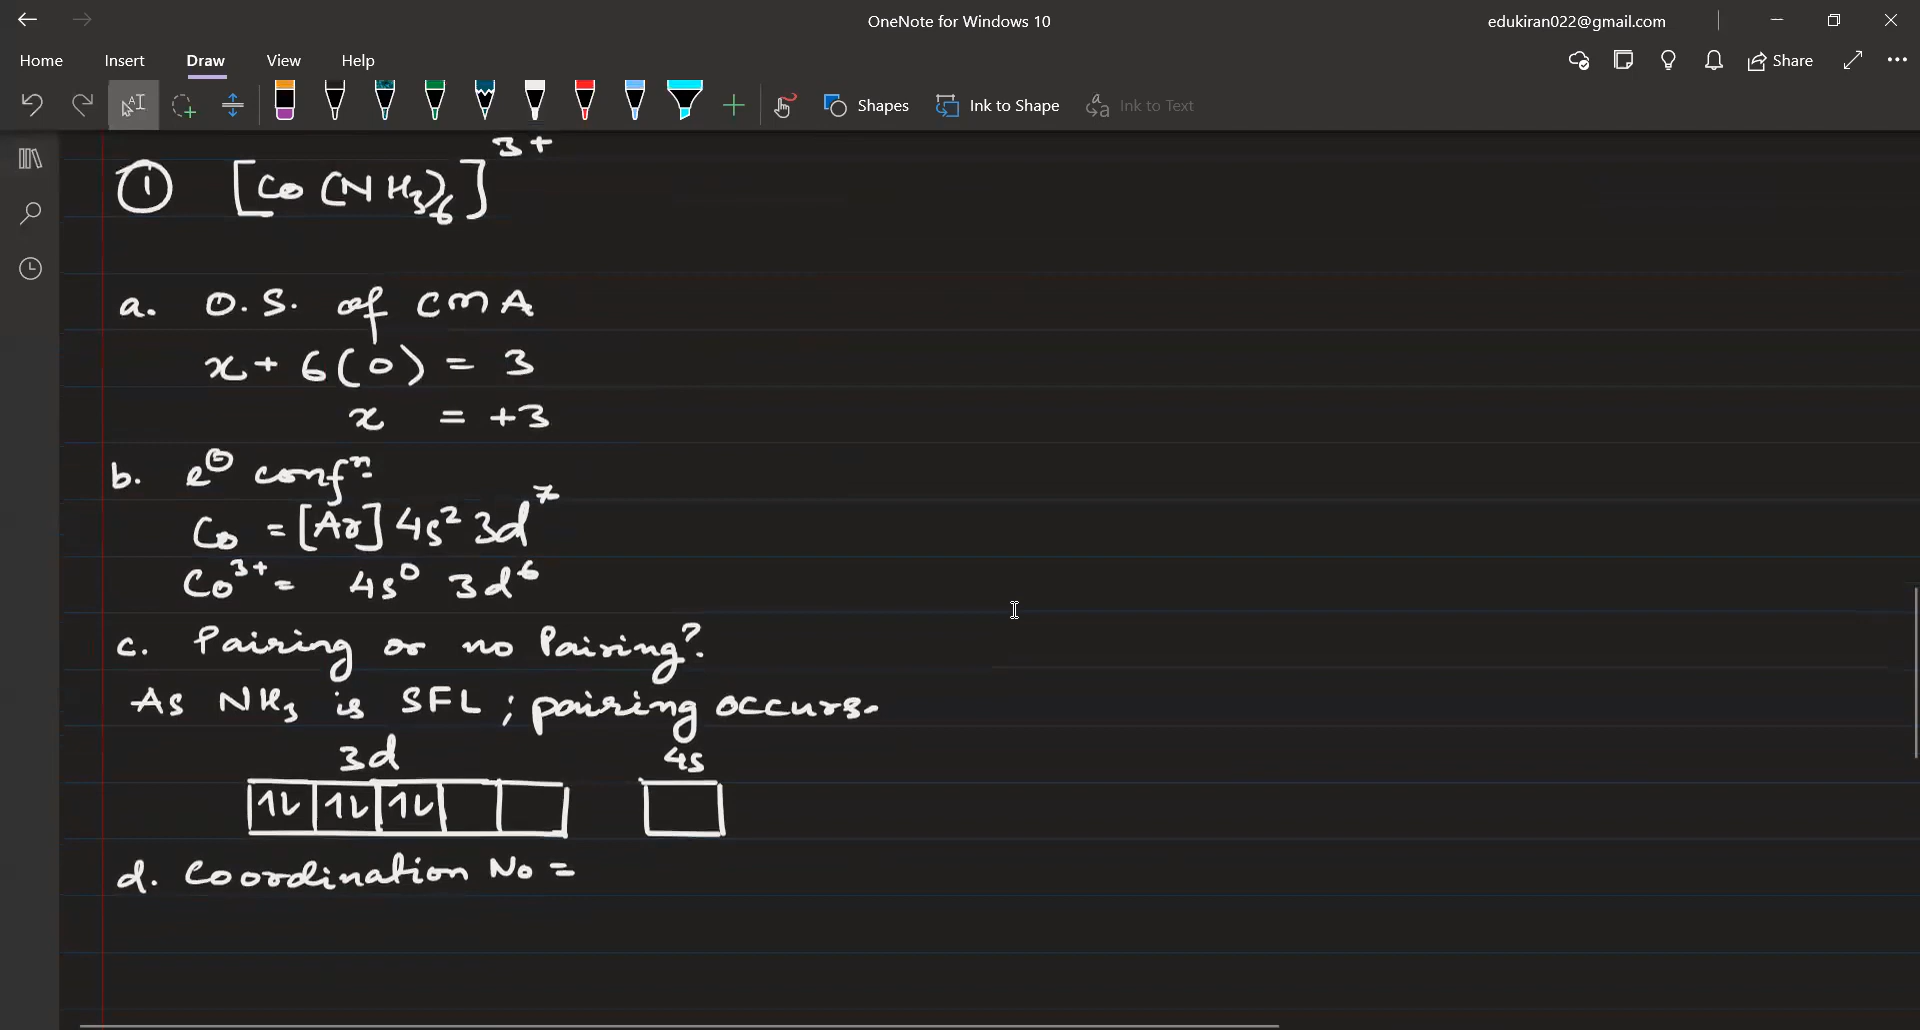 OneNote for Windows 10
edukiran022@gmail.com
Home Insert Draw View Help
Share
Shapes Ink to Shape Ink to Text
① [Co(NH₃)₆]³⁺
a. O.S. of CMA
x + 6(0) = 3
x = +3
b. e⊖ confⁿ
Co = [Ar] 4s² 3d⁷
Co³⁺ = 4s⁰ 3d⁶
c. Pairing or no Pairing?
As NH₃ is SFL ; pairing occurs.
3d 4s
1L 1L 1L
d. Coordination No =